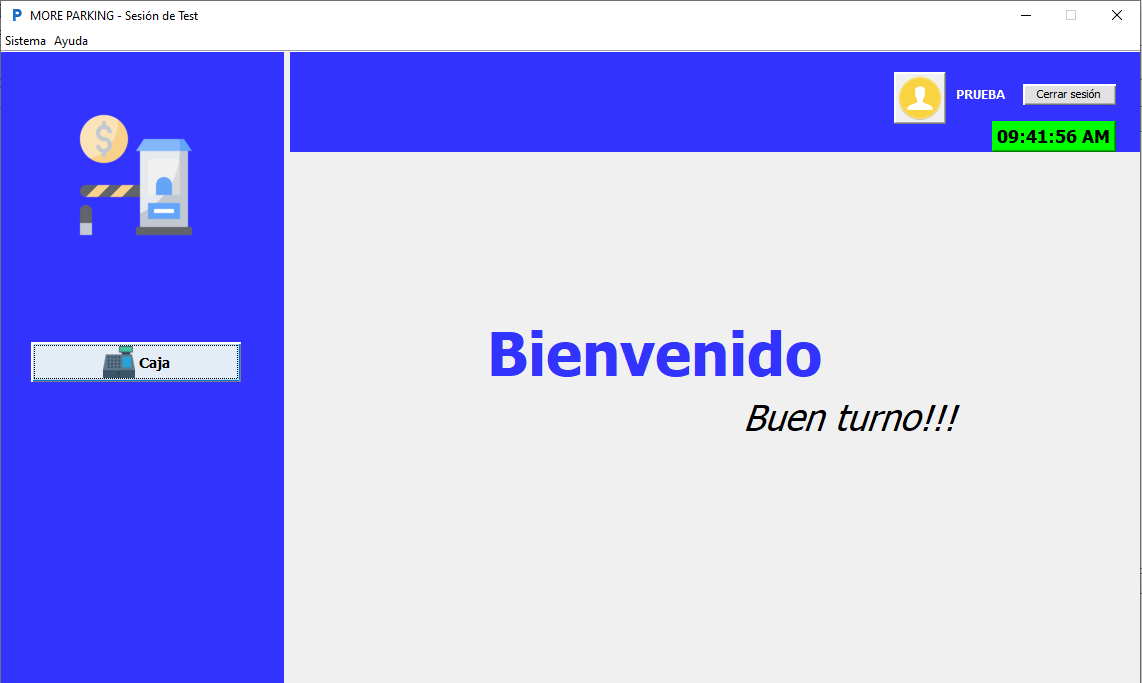 P MORE PARKING - Sesión de Test
Sistema Ayuda
$
PRUEBA
Cerrar sesión
09:41:56 AM
Caja
Bienvenido
Buen turno!!!